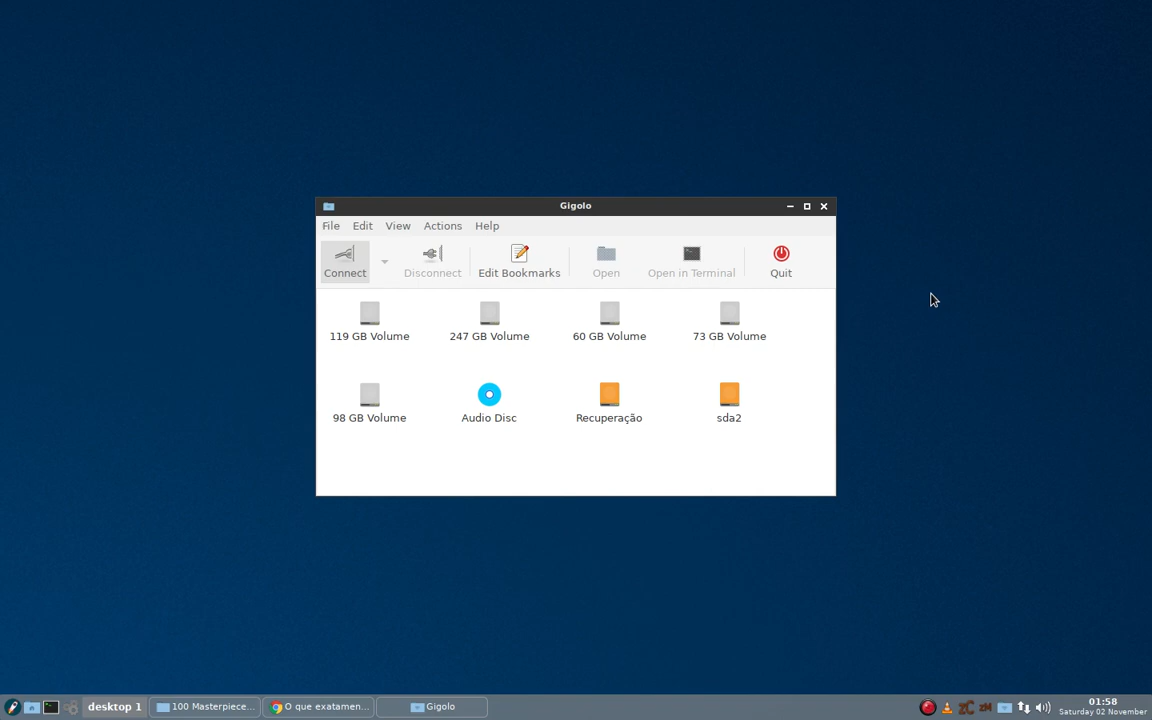 Gigolo
File Edit View Actions Help
Connect Disconnect Edit Bookmarks Open Open in Terminal Quit
119 GB Volume 247 GB Volume 60 GB Volume 73 GB Volume
98 GB Volume Audio Disc Recuperação sda2
desktop 1 100 Masterpiece... O que exatamen... Gigolo zC zM 01:58
Saturday 02 November